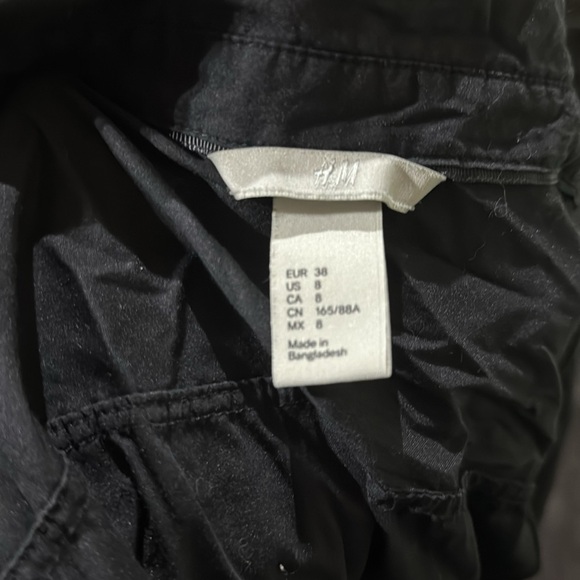 H&M
EUR 38
US 8
CA 8
CN 165/88A
MX 8
Made in
Bangladesh